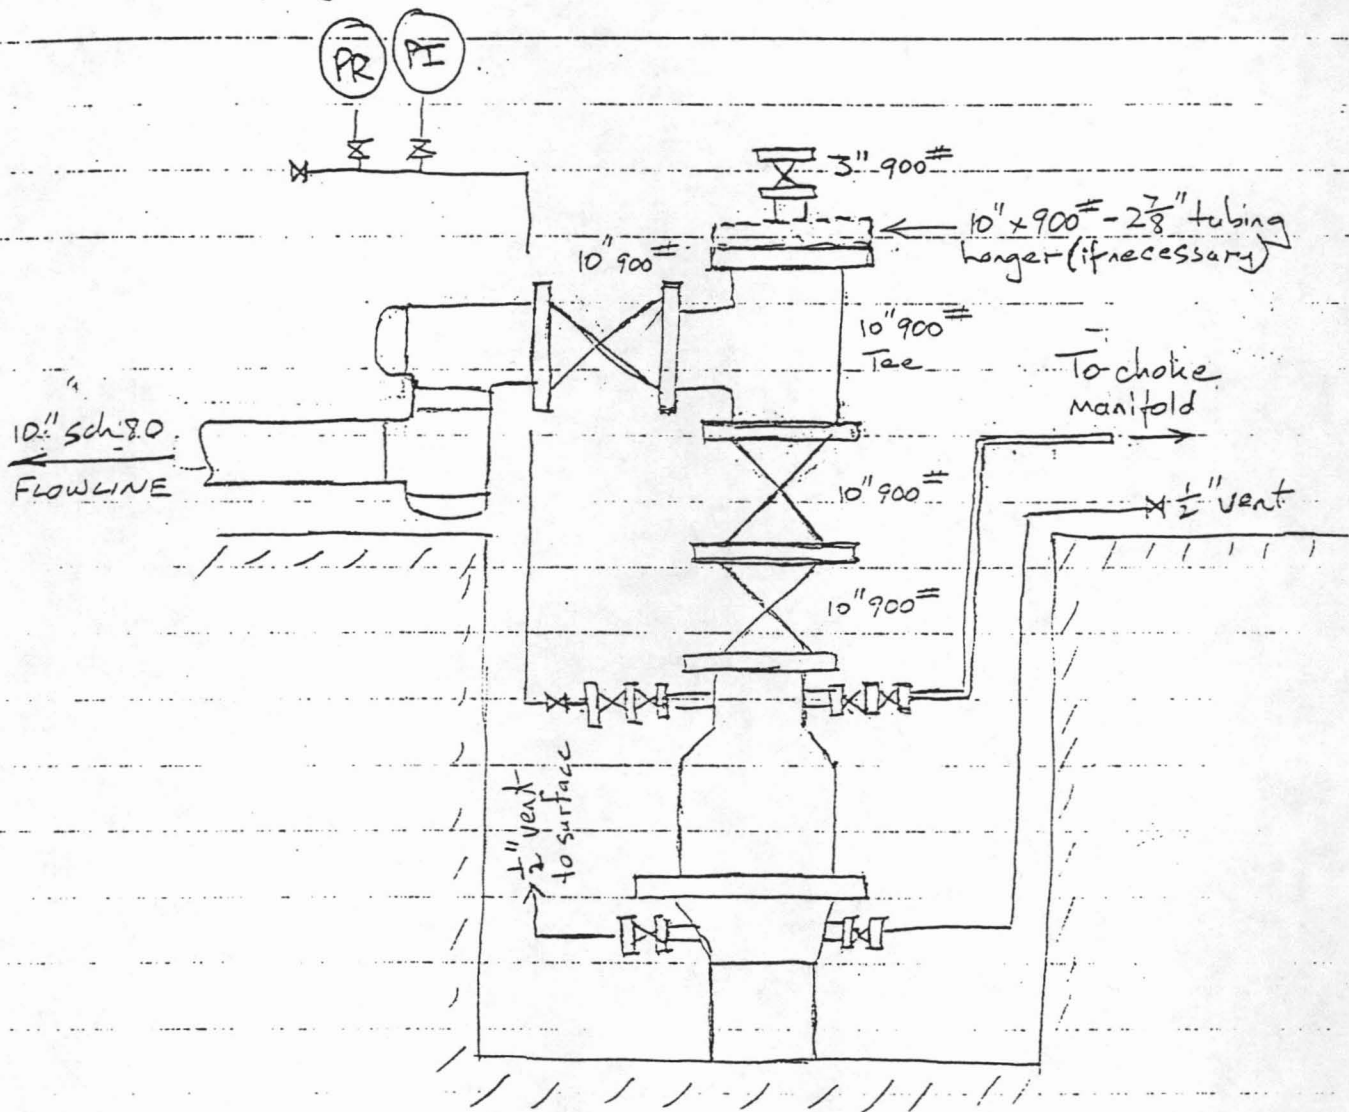 PR
PI
3" 900#
10" x 900# - 2 7/8" tubing
hanger (if necessary)
10" 900#
10" 900#
Tee
To choke
manifold
10" sch 80
FLOWLINE
10" 900#
1/2" vent
10" 900#
1/2" vent
to surface